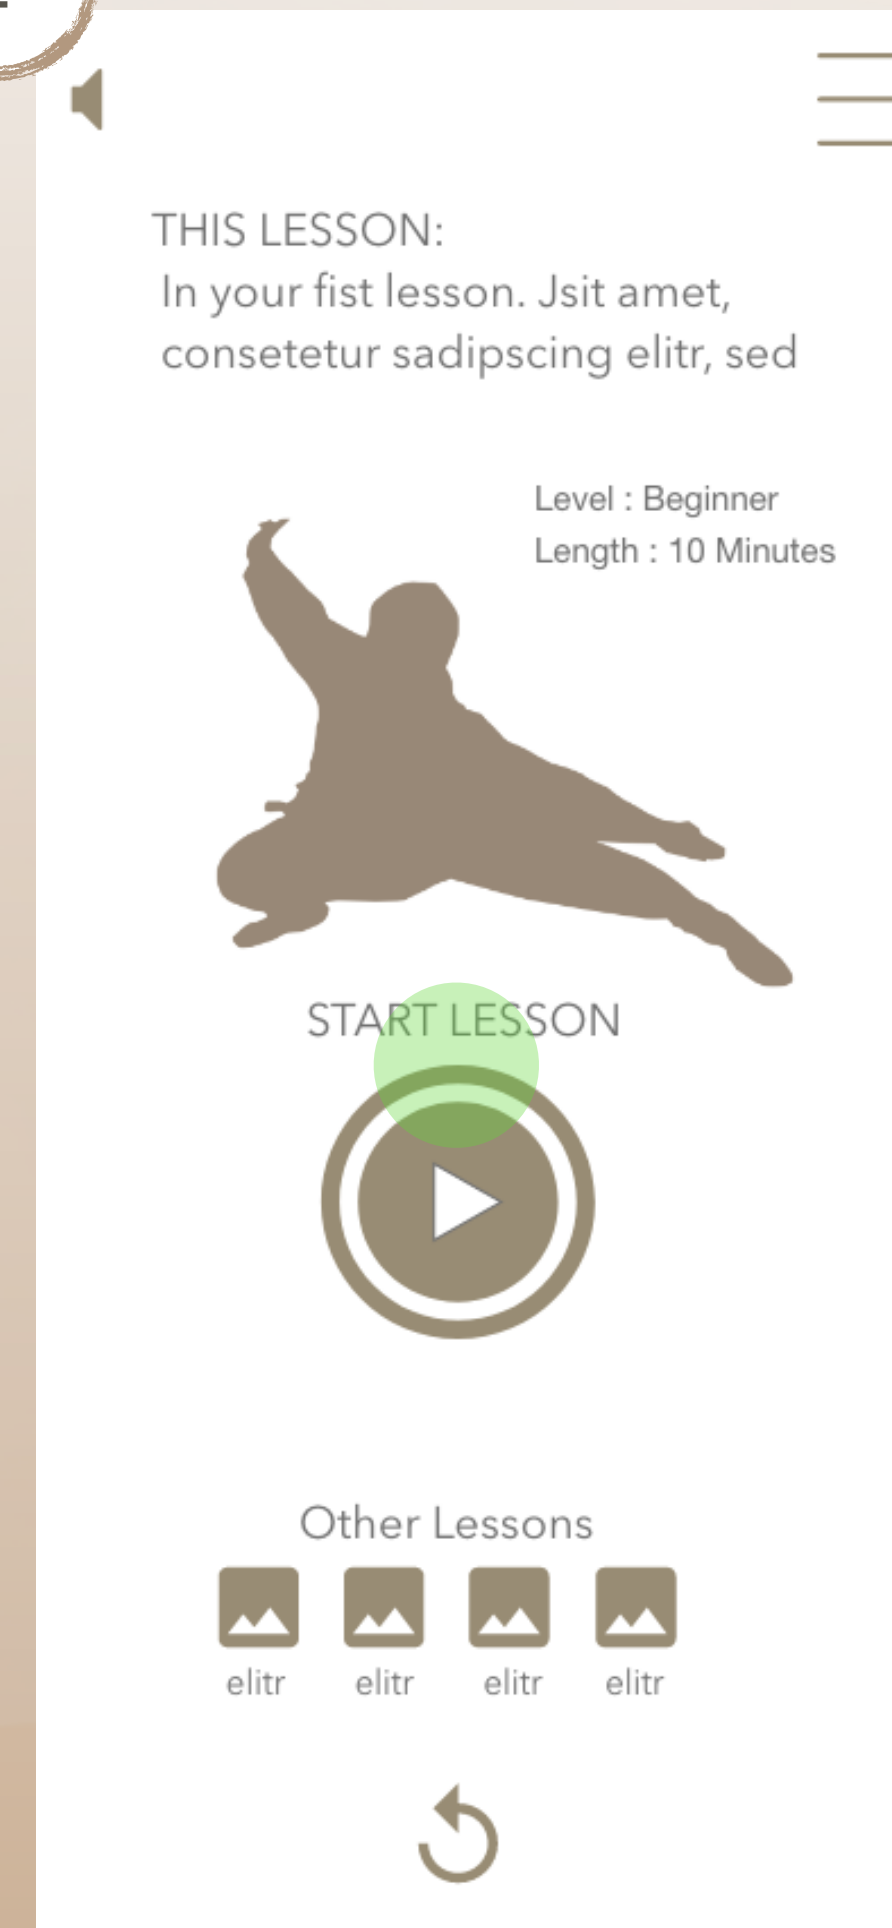 THIS LESSON:
In your fist lesson. Jsit amet,
consetetur sadipscing elitr, sed
Level : Beginner
Length : 10 Minutes
START LESSON
Other Lessons
elitr elitr elitr elitr